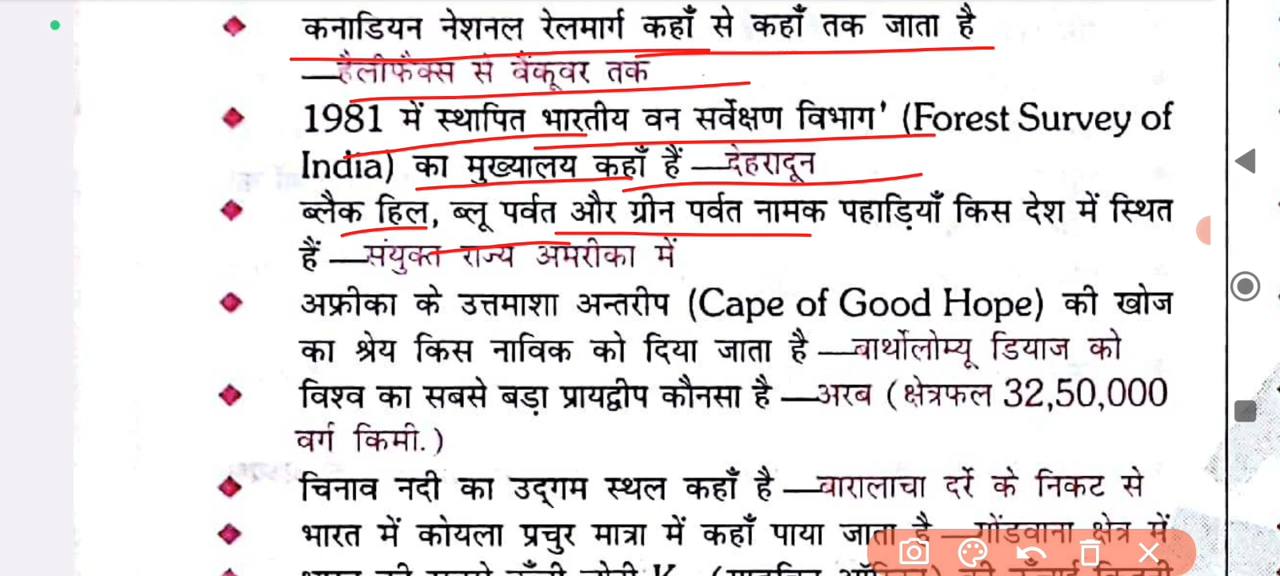 कनाडियन नेशनल रेलमार्ग कहाँ से कहाँ तक जाता है
—हैलीफैक्स से वेंकूवर तक
1981 में स्थापित भारतीय वन सर्वेक्षण विभाग' (Forest Survey of
India) का मुख्यालय कहाँ हैं —देहरादून
ब्लैक हिल, ब्लू पर्वत और ग्रीन पर्वत नामक पहाड़ियाँ किस देश में स्थित
हैं —संयुक्त राज्य अमरीका में
अफ्रीका के उत्तमाशा अन्तरीप (Cape of Good Hope) की खोज
का श्रेय किस नाविक को दिया जाता है —बार्थोलोम्यू डियाज को
विश्व का सबसे बड़ा प्रायद्वीप कौनसा है —अरब (क्षेत्रफल 32,50,000
वर्ग किमी.)
चिनाव नदी का उद्गम स्थल कहाँ है —बारालाचा दर्रे के निकट से
भारत में कोयला प्रचुर मात्रा में कहाँ पाया जाता है —गोंडवाना क्षेत्र में